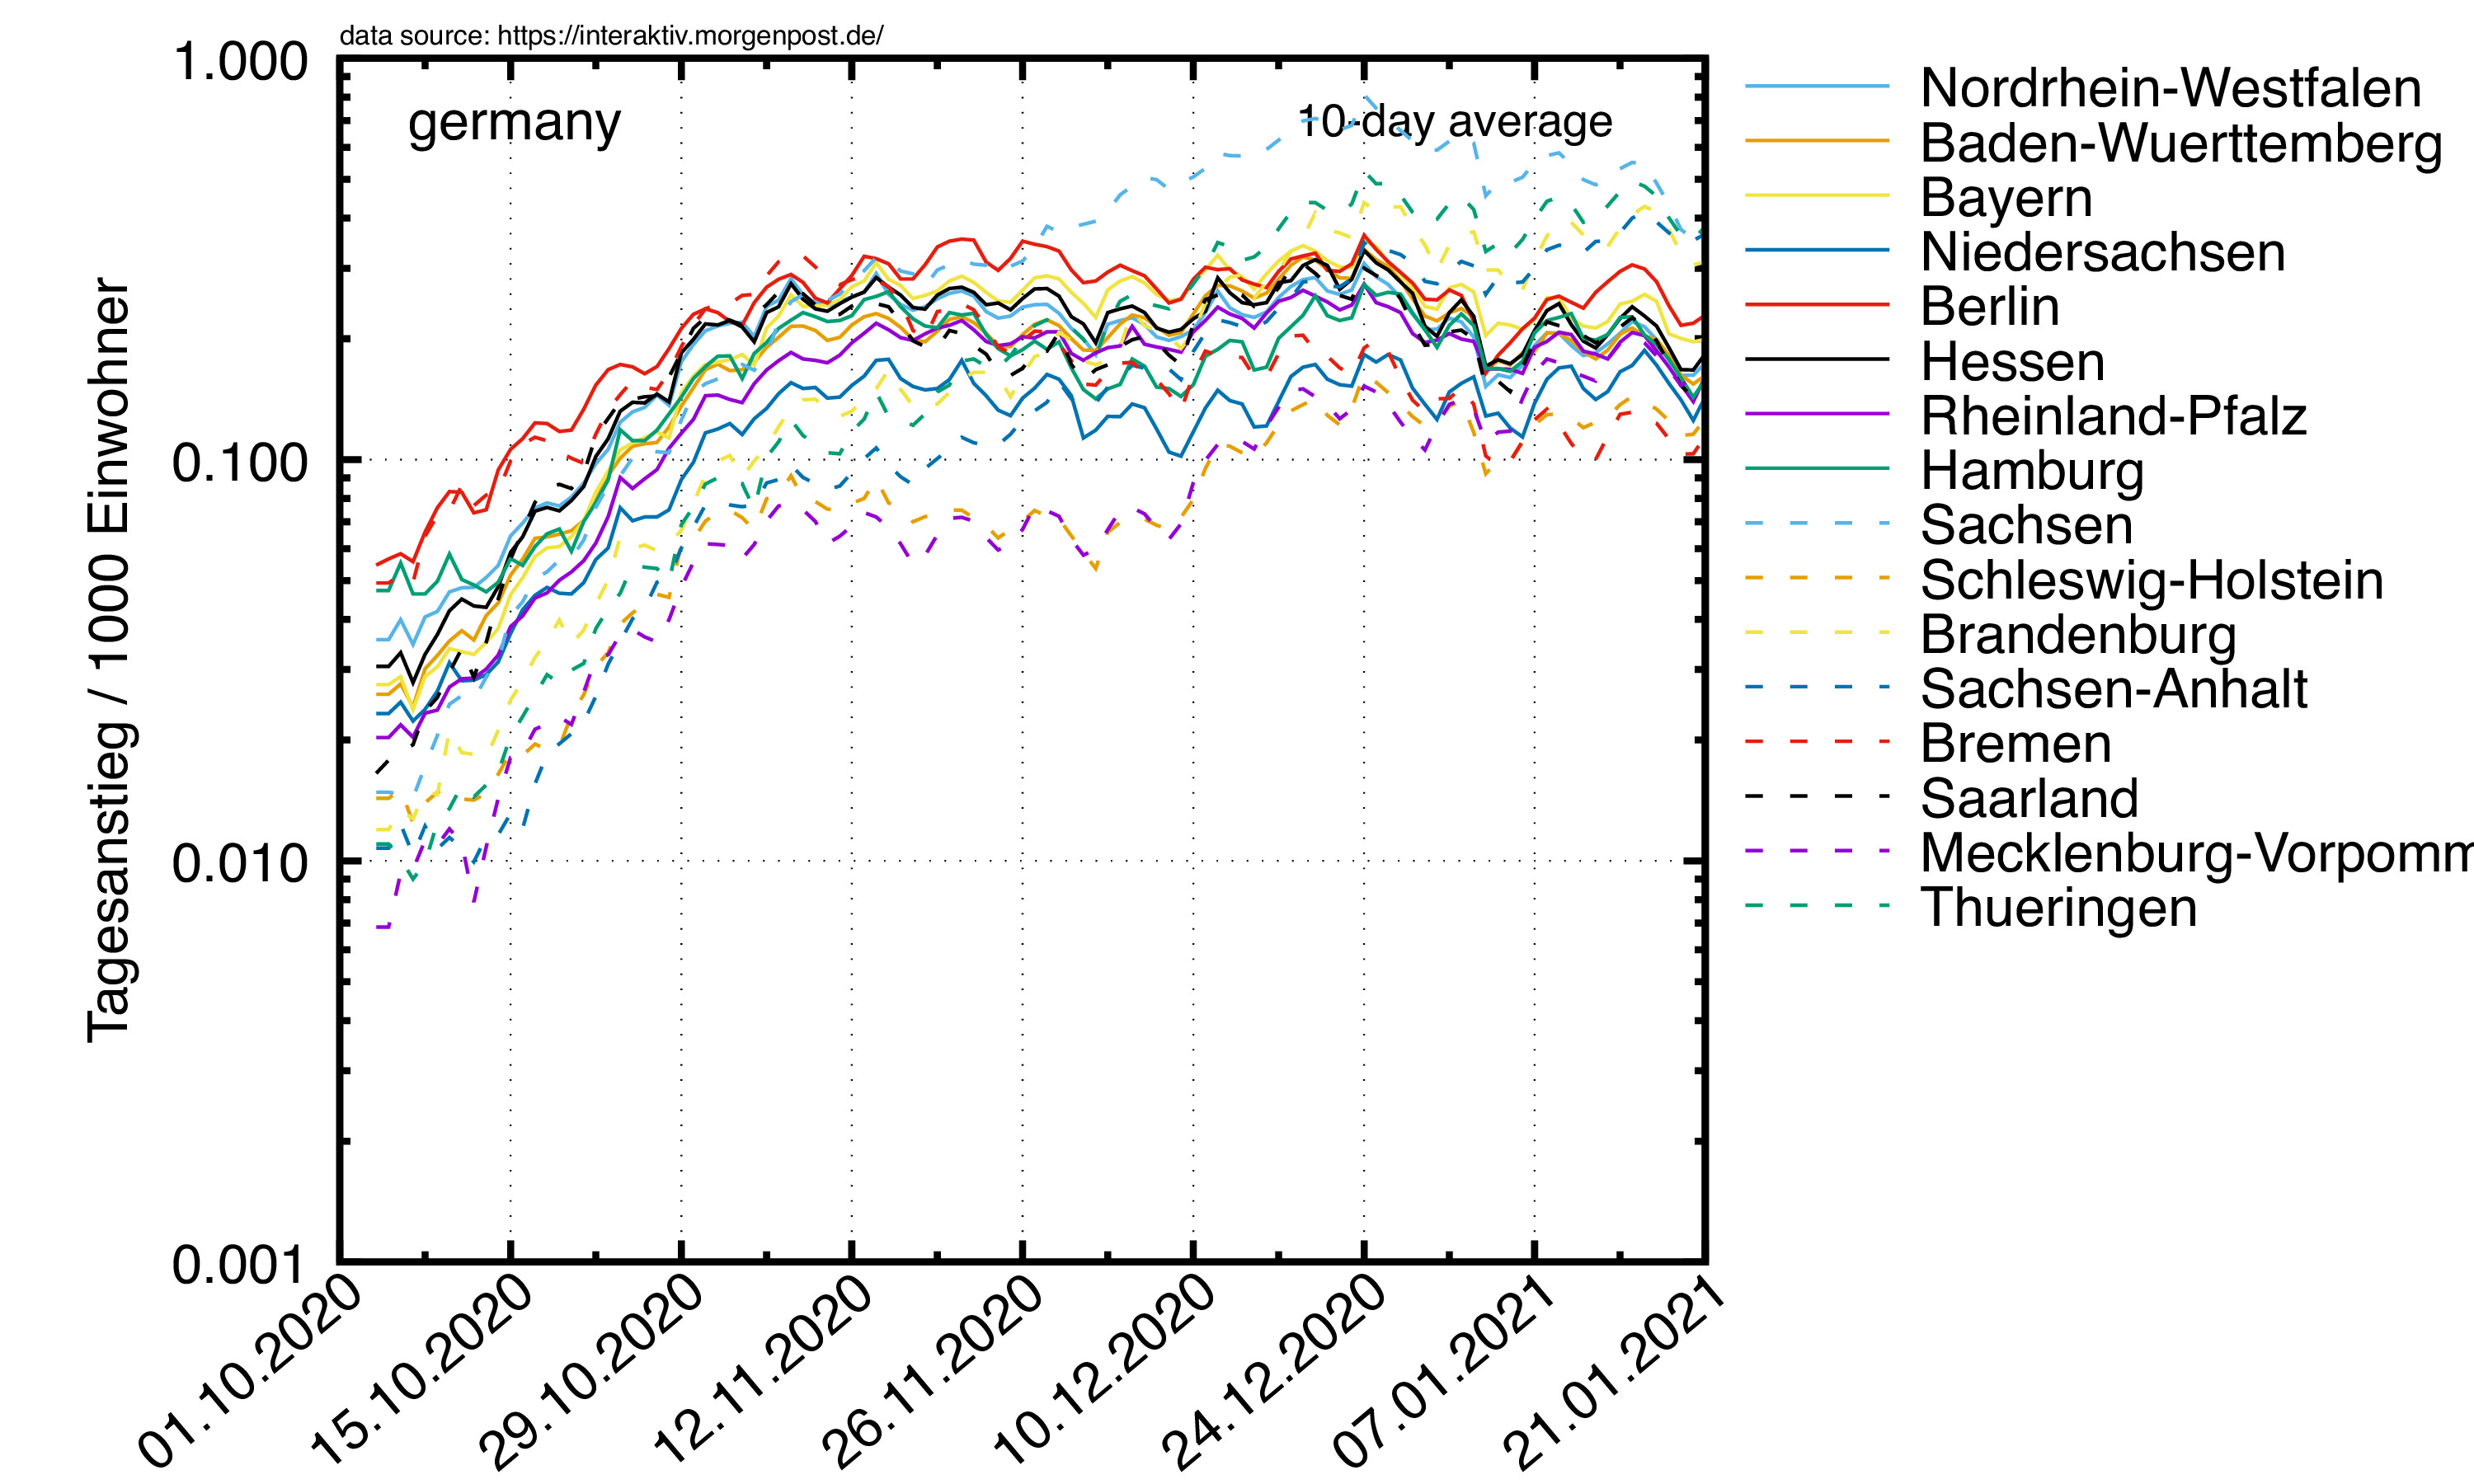 data source: https://interaktiv.morgenpost.de/
germany
10-day average
Tagesanstieg / 1000 Einwohner
1.000
0.100
0.010
0.001
01.10.2020
15.10.2020
29.10.2020
12.11.2020
26.11.2020
10.12.2020
24.12.2020
07.01.2021
21.01.2021
Nordrhein-Westfalen
Baden-Wuerttemberg
Bayern
Niedersachsen
Berlin
Hessen
Rheinland-Pfalz
Hamburg
Sachsen
Schleswig-Holstein
Brandenburg
Sachsen-Anhalt
Bremen
Saarland
Mecklenburg-Vorpomm
Thueringen